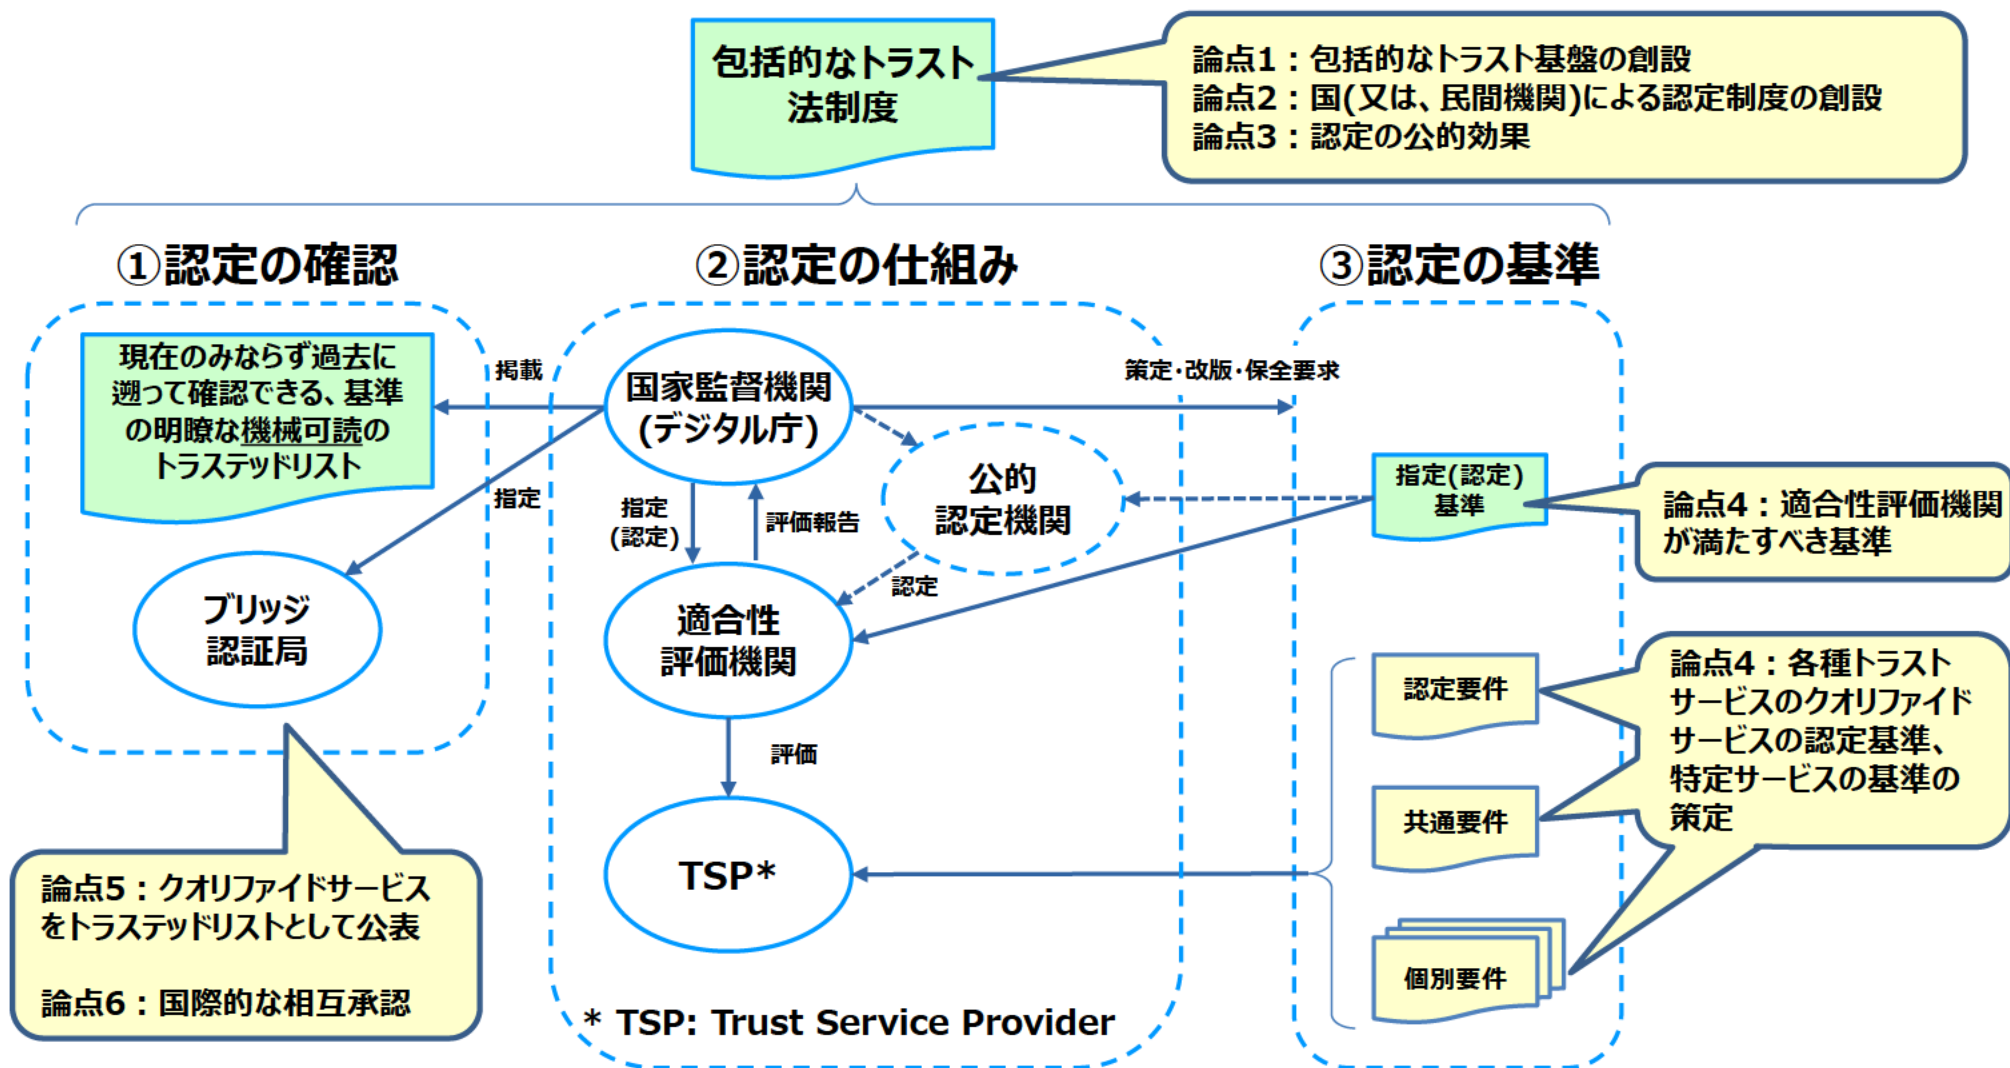 包括的なトラスト
法制度
論点1：包括的なトラスト基盤の創設
論点2：国(又は、民間機関)による認定制度の創設
論点3：認定の公的効果
①認定の確認
②認定の仕組み
③認定の基準
現在のみならず過去に
遡って確認できる、基準
の明瞭な機械可読の
トラステッドリスト
掲載
国家監督機関
(デジタル庁)
策定･改版･保全要求
指定
指定
(認定)
評価報告
公的
認定機関
認定
指定(認定)
基準
論点4：適合性評価機関
が満たすべき基準
ブリッジ
認証局
適合性
評価機関
評価
TSP*
認定要件
共通要件
個別要件
論点4：各種トラスト
サービスのクオリファイド
サービスの認定基準、
特定サービスの基準の
策定
論点5：クオリファイドサービス
をトラステッドリストとして公表
論点6：国際的な相互承認
* TSP: Trust Service Provider